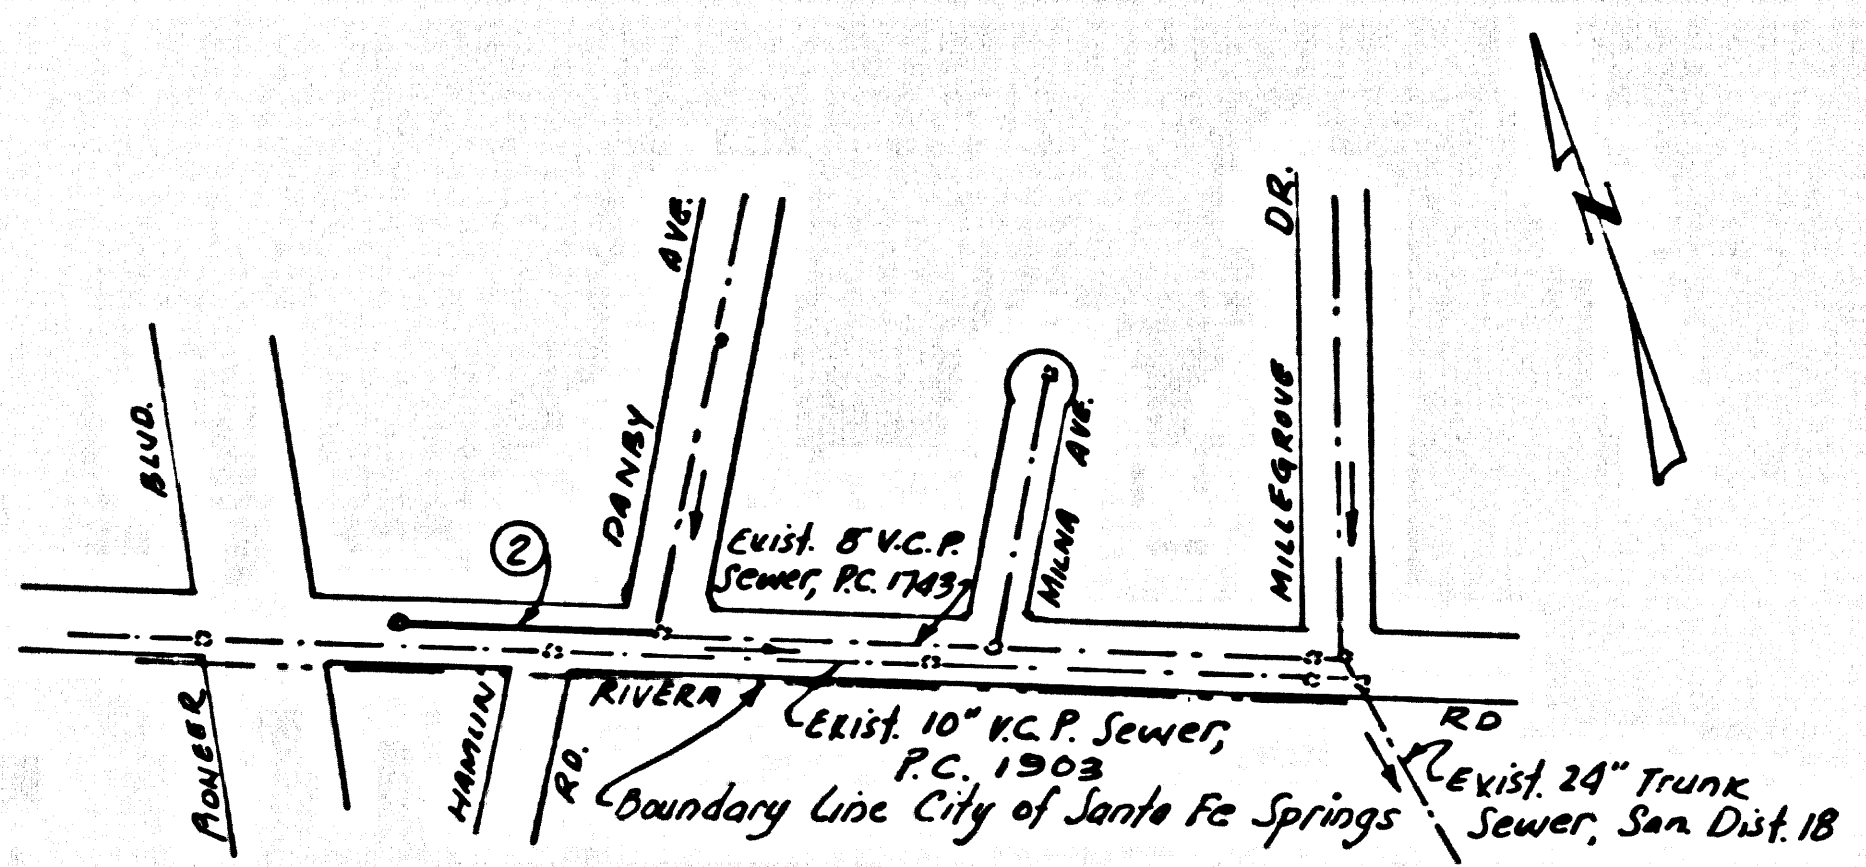 N
DR.
AVE.
BLVD.
DANBY
MILLEGROVE
AVE.
MILNA
2
Exist. 8" V.C.P.
Sewer, P.C. 1743
PIONEER
HAMLIN
RD.
RIVERA
RD
Exist. 10" V.C.P. Sewer,
P.C. 1903
Boundary Line City of Santa Fe Springs
Exist. 24" Trunk
Sewer, San. Dist. 18